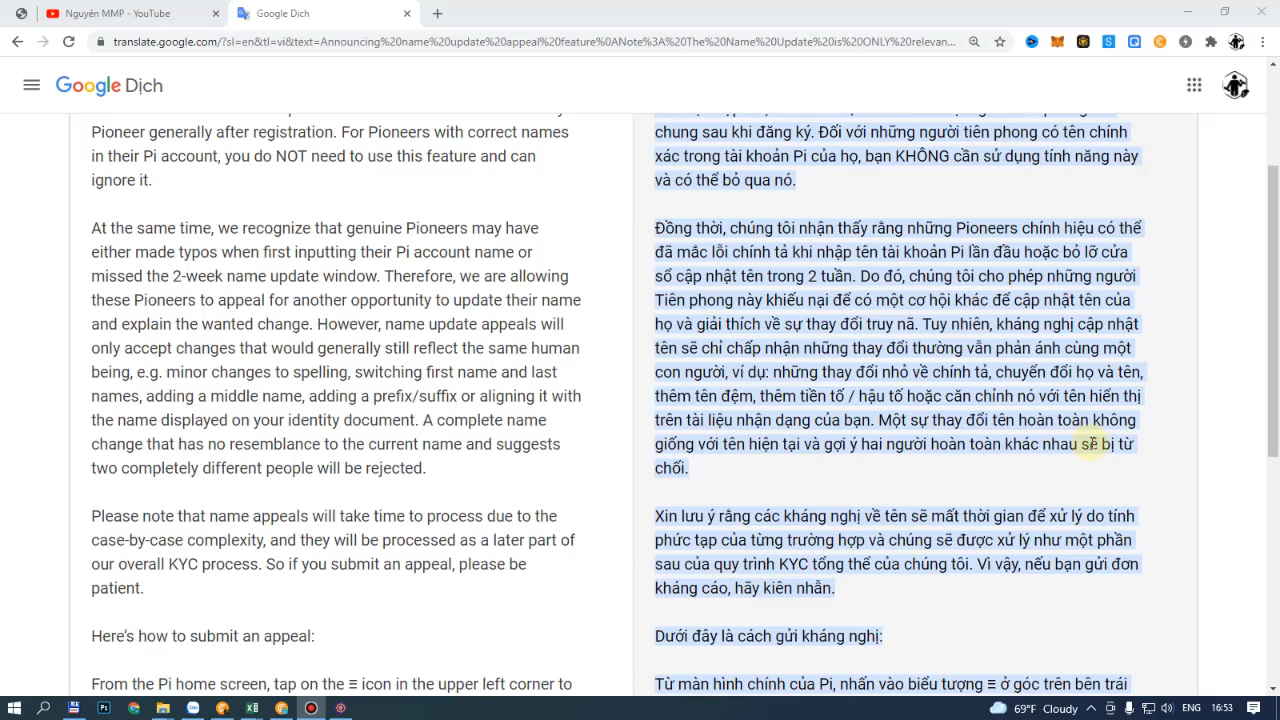 Nguyên MMP - YouTube
Google Dịch
translate.google.com/?sl=en&tl=vi&text=Announcing%20name%20update%20appeal%20feature%0ANote%3A%20The%20Name%20Update%20is%20ONLY%20relevan...
Google Dịch
Pioneer generally after registration. For Pioneers with correct names
in their Pi account, you do NOT need to use this feature and can
ignore it.
At the same time, we recognize that genuine Pioneers may have
either made typos when first inputting their Pi account name or
missed the 2-week name update window. Therefore, we are allowing
these Pioneers to appeal for another opportunity to update their name
and explain the wanted change. However, name update appeals will
only accept changes that would generally still reflect the same human
being, e.g. minor changes to spelling, switching first name and last
names, adding a middle name, adding a prefix/suffix or aligning it with
the name displayed on your identity document. A complete name
change that has no resemblance to the current name and suggests
two completely different people will be rejected.
Please note that name appeals will take time to process due to the
case-by-case complexity, and they will be processed as a later part of
our overall KYC process. So if you submit an appeal, please be
patient.
Here's how to submit an appeal:
From the Pi home screen, tap on the ☰ icon in the upper left corner to
chung sau khi đăng ký. Đối với những người tiên phong có tên chính
xác trong tài khoản Pi của họ, bạn KHÔNG cần sử dụng tính năng này
và có thể bỏ qua nó.
Đồng thời, chúng tôi nhận thấy rằng những Pioneers chính hiệu có thể
đã mắc lỗi chính tả khi nhập tên tài khoản Pi lần đầu hoặc bỏ lỡ cửa
sổ cập nhật tên trong 2 tuần. Do đó, chúng tôi cho phép những người
Tiên phong này khiếu nại để có một cơ hội khác để cập nhật tên của
họ và giải thích về sự thay đổi truy nã. Tuy nhiên, kháng nghị cập nhật
tên sẽ chỉ chấp nhận những thay đổi thường vẫn phản ánh cùng một
con người, ví dụ: những thay đổi nhỏ về chính tả, chuyển đổi họ và tên,
thêm tên đệm, thêm tiền tố / hậu tố hoặc căn chỉnh nó với tên hiển thị
trên tài liệu nhận dạng của bạn. Một sự thay đổi tên hoàn toàn không
giống với tên hiện tại và gợi ý hai người hoàn toàn khác nhau sẽ bị từ
chối.
Xin lưu ý rằng các kháng nghị về tên sẽ mất thời gian để xử lý do tính
phức tạp của từng trường hợp và chúng sẽ được xử lý như một phần
sau của quy trình KYC tổng thể của chúng tôi. Vì vậy, nếu bạn gửi đơn
kháng cáo, hãy kiên nhẫn.
Dưới đây là cách gửi kháng nghị:
Từ màn hình chính của Pi, nhấn vào biểu tượng ☰ ở góc trên bên trái
69°F Cloudy
ENG
16:53